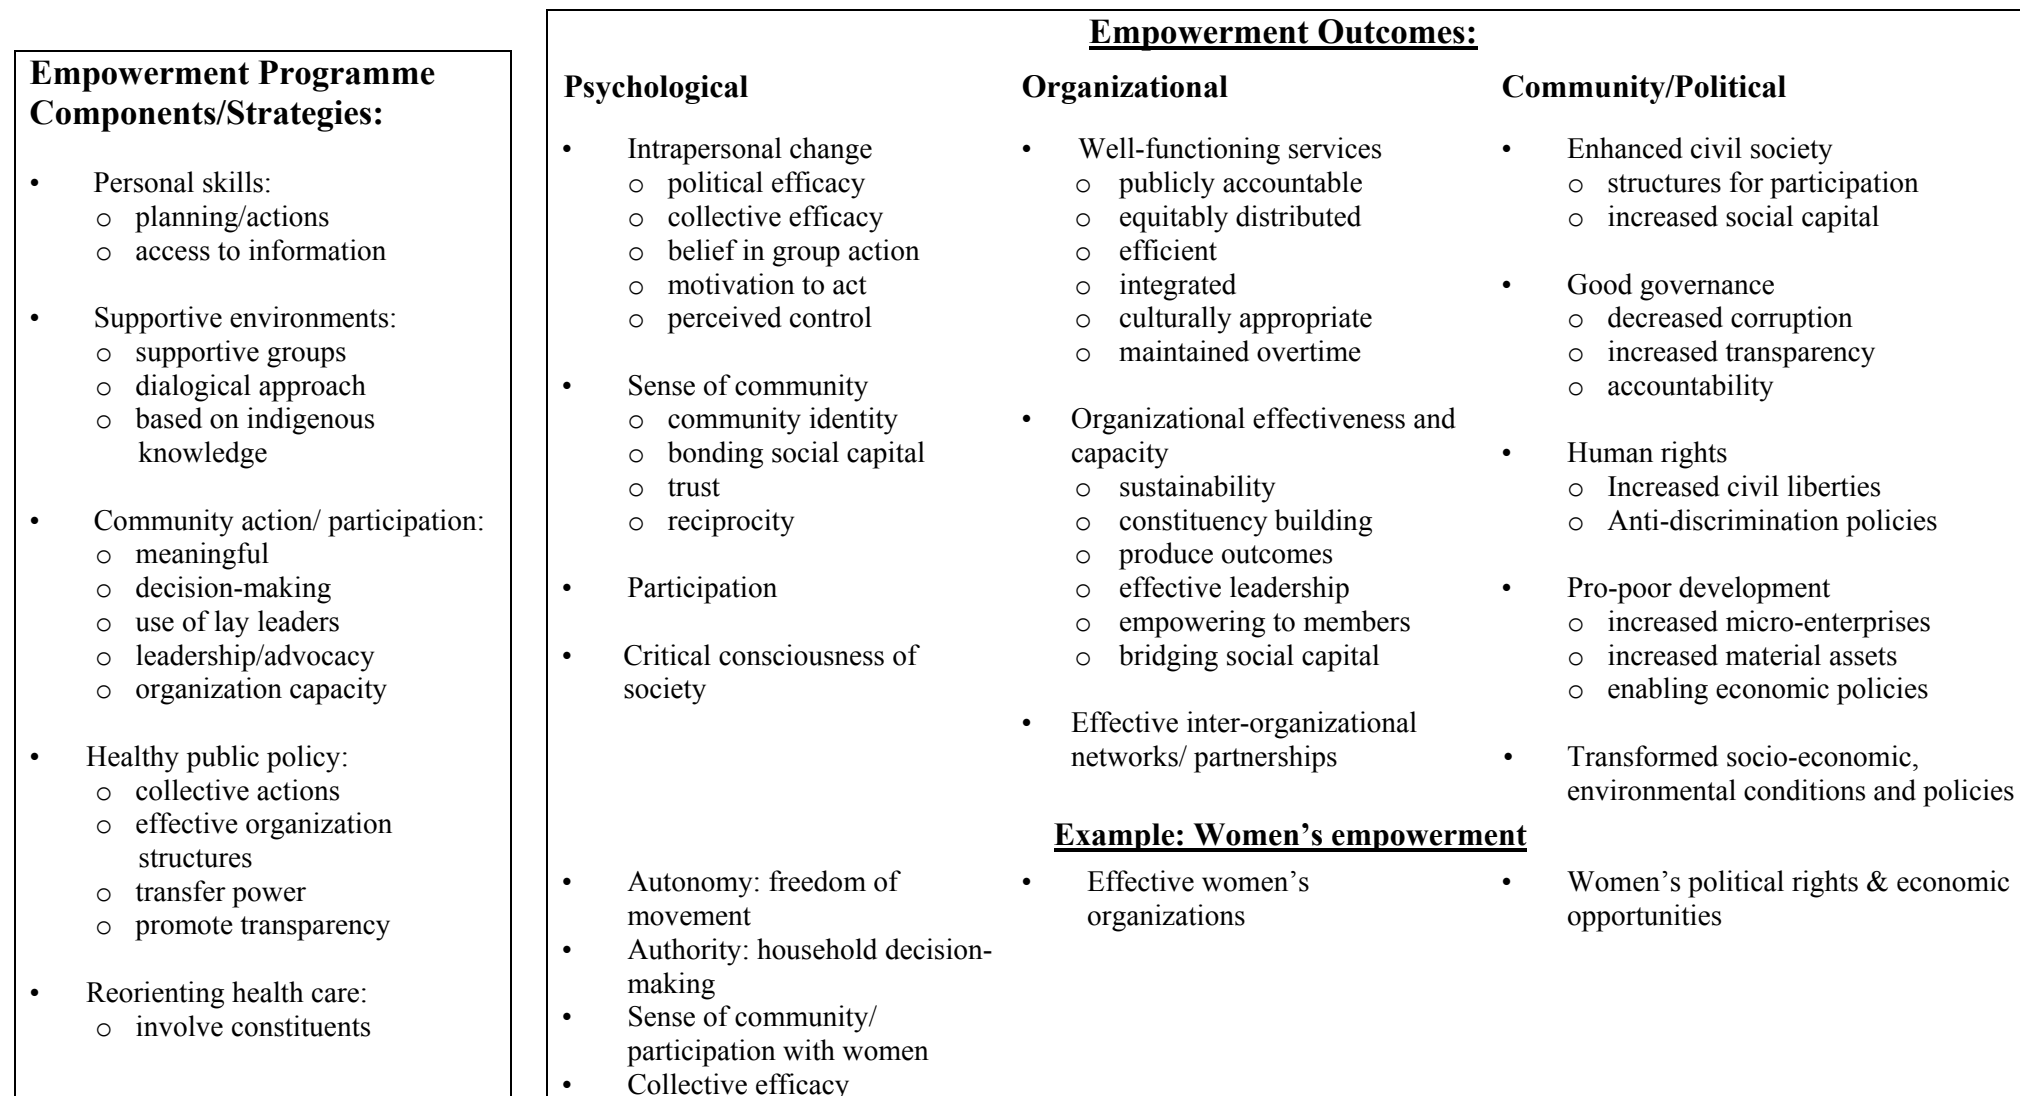 Empowerment Programme
Components/Strategies:
• Personal skills:
o planning/actions
o access to information
• Supportive environments:
o supportive groups
o dialogical approach
o based on indigenous
knowledge
• Community action/ participation:
o meaningful
o decision-making
o use of lay leaders
o leadership/advocacy
o organization capacity
• Healthy public policy:
o collective actions
o effective organization
structures
o transfer power
o promote transparency
• Reorienting health care:
o involve constituents
Empowerment Outcomes:
Psychological
• Intrapersonal change
o political efficacy
o collective efficacy
o belief in group action
o motivation to act
o perceived control
• Sense of community
o community identity
o bonding social capital
o trust
o reciprocity
• Participation
• Critical consciousness of
society
Organizational
• Well-functioning services
o publicly accountable
o equitably distributed
o efficient
o integrated
o culturally appropriate
o maintained overtime
• Organizational effectiveness and
capacity
o sustainability
o constituency building
o produce outcomes
o effective leadership
o empowering to members
o bridging social capital
• Effective inter-organizational
networks/ partnerships
Community/Political
• Enhanced civil society
o structures for participation
o increased social capital
• Good governance
o decreased corruption
o increased transparency
o accountability
• Human rights
o Increased civil liberties
o Anti-discrimination policies
• Pro-poor development
o increased micro-enterprises
o increased material assets
o enabling economic policies
• Transformed socio-economic,
environmental conditions and policies
Example: Women’s empowerment
• Autonomy: freedom of
movement
• Authority: household decision-
making
• Sense of community/
participation with women
• Collective efficacy
• Effective women’s
organizations
• Women’s political rights & economic
opportunities